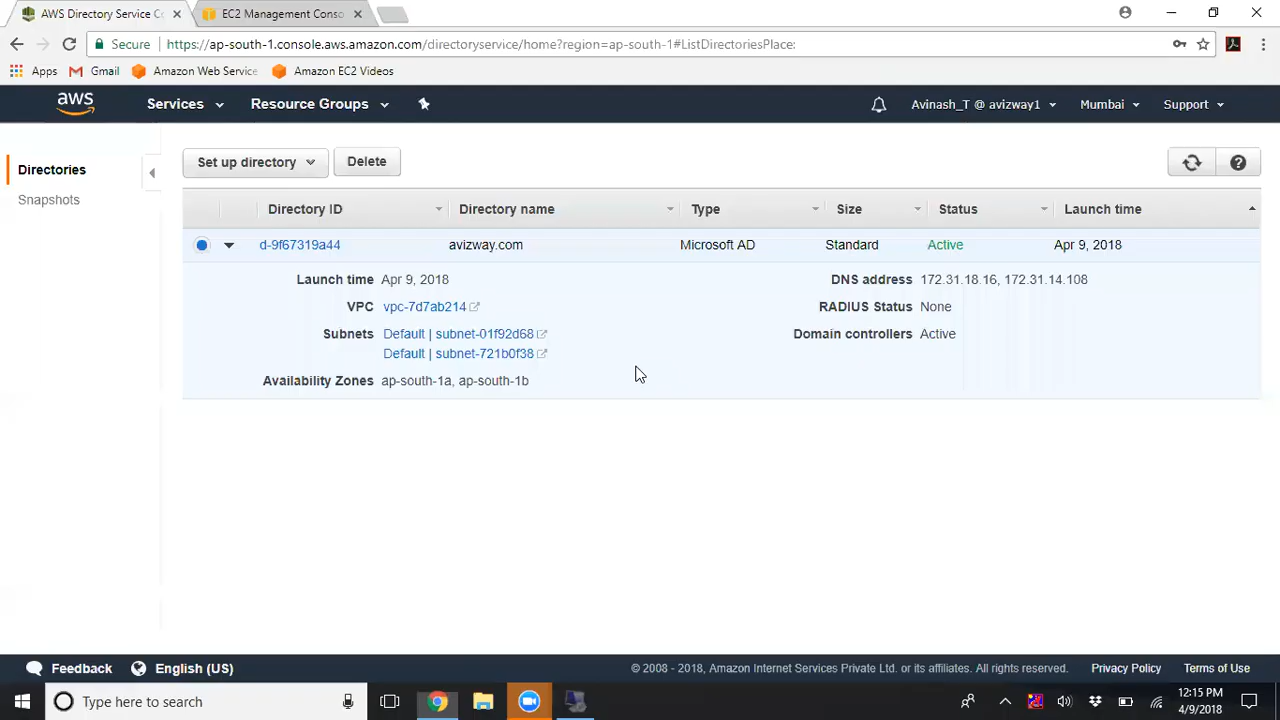 AWS Directory Service Co
EC2 Management Conso
Secure
https://ap-south-1.console.aws.amazon.com/directoryservice/home?region=ap-south-1#ListDirectoriesPlace:
Apps
Gmail
Amazon Web Service
Amazon EC2 Videos
aws
Services
Resource Groups
Avinash_T @ avizway1
Mumbai
Support
Directories
Snapshots
Set up directory
Delete
Directory ID
Directory name
Type
Size
Status
Launch time
d-9f67319a44
avizway.com
Microsoft AD
Standard
Active
Apr 9, 2018
Launch time Apr 9, 2018
VPC vpc-7d7ab214
Subnets Default | subnet-01f92d68
Default | subnet-721b0f38
Availability Zones ap-south-1a, ap-south-1b
DNS address 172.31.18.16, 172.31.14.108
RADIUS Status None
Domain controllers Active
Feedback
English (US)
© 2008 - 2018, Amazon Internet Services Private Ltd. or its affiliates. All rights reserved.
Privacy Policy
Terms of Use
Type here to search
12:15 PM
4/9/2018